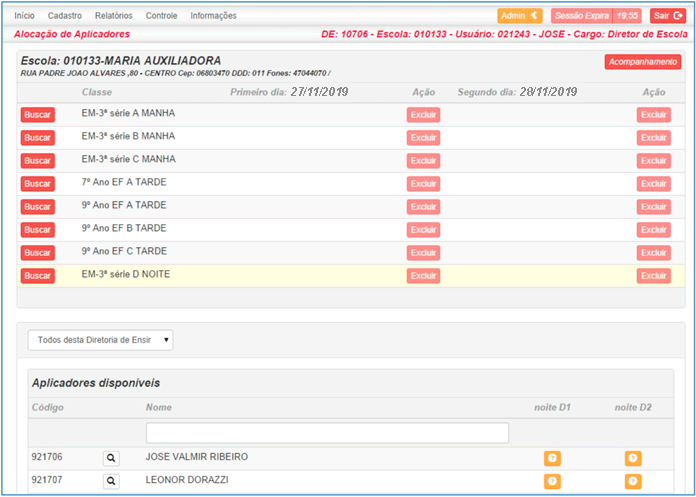 Início Cadastro Relatórios Controle Informações Admin Sessão Expira 19:55 Sair
Alocação de Aplicadores DE: 10706 - Escola: 010133 - Usuário: 021243 - JOSE - Cargo: Diretor de Escola
Escola: 010133-MARIA AUXILIADORA Acompanhamento
RUA PADRE JOAO ALVARES ,80 - CENTRO Cep: 06803470 DDD: 011 Fones: 47044070 /
Classe Primeiro dia: 27/11/2019 Ação Segundo dia: 28/11/2019 Ação
Buscar EM-3ª série A MANHA Excluir Excluir
Buscar EM-3ª série B MANHA Excluir Excluir
Buscar EM-3ª série C MANHA Excluir Excluir
Buscar 7º Ano EF A TARDE Excluir Excluir
Buscar 9º Ano EF A TARDE Excluir Excluir
Buscar 9º Ano EF B TARDE Excluir Excluir
Buscar 9º Ano EF C TARDE Excluir Excluir
Buscar EM-3ª série D NOITE Excluir Excluir
Todos desta Diretoria de Ensir
Aplicadores disponíveis
Código Nome noite D1 noite D2
921706 JOSE VALMIR RIBEIRO
921707 LEONOR DORAZZI